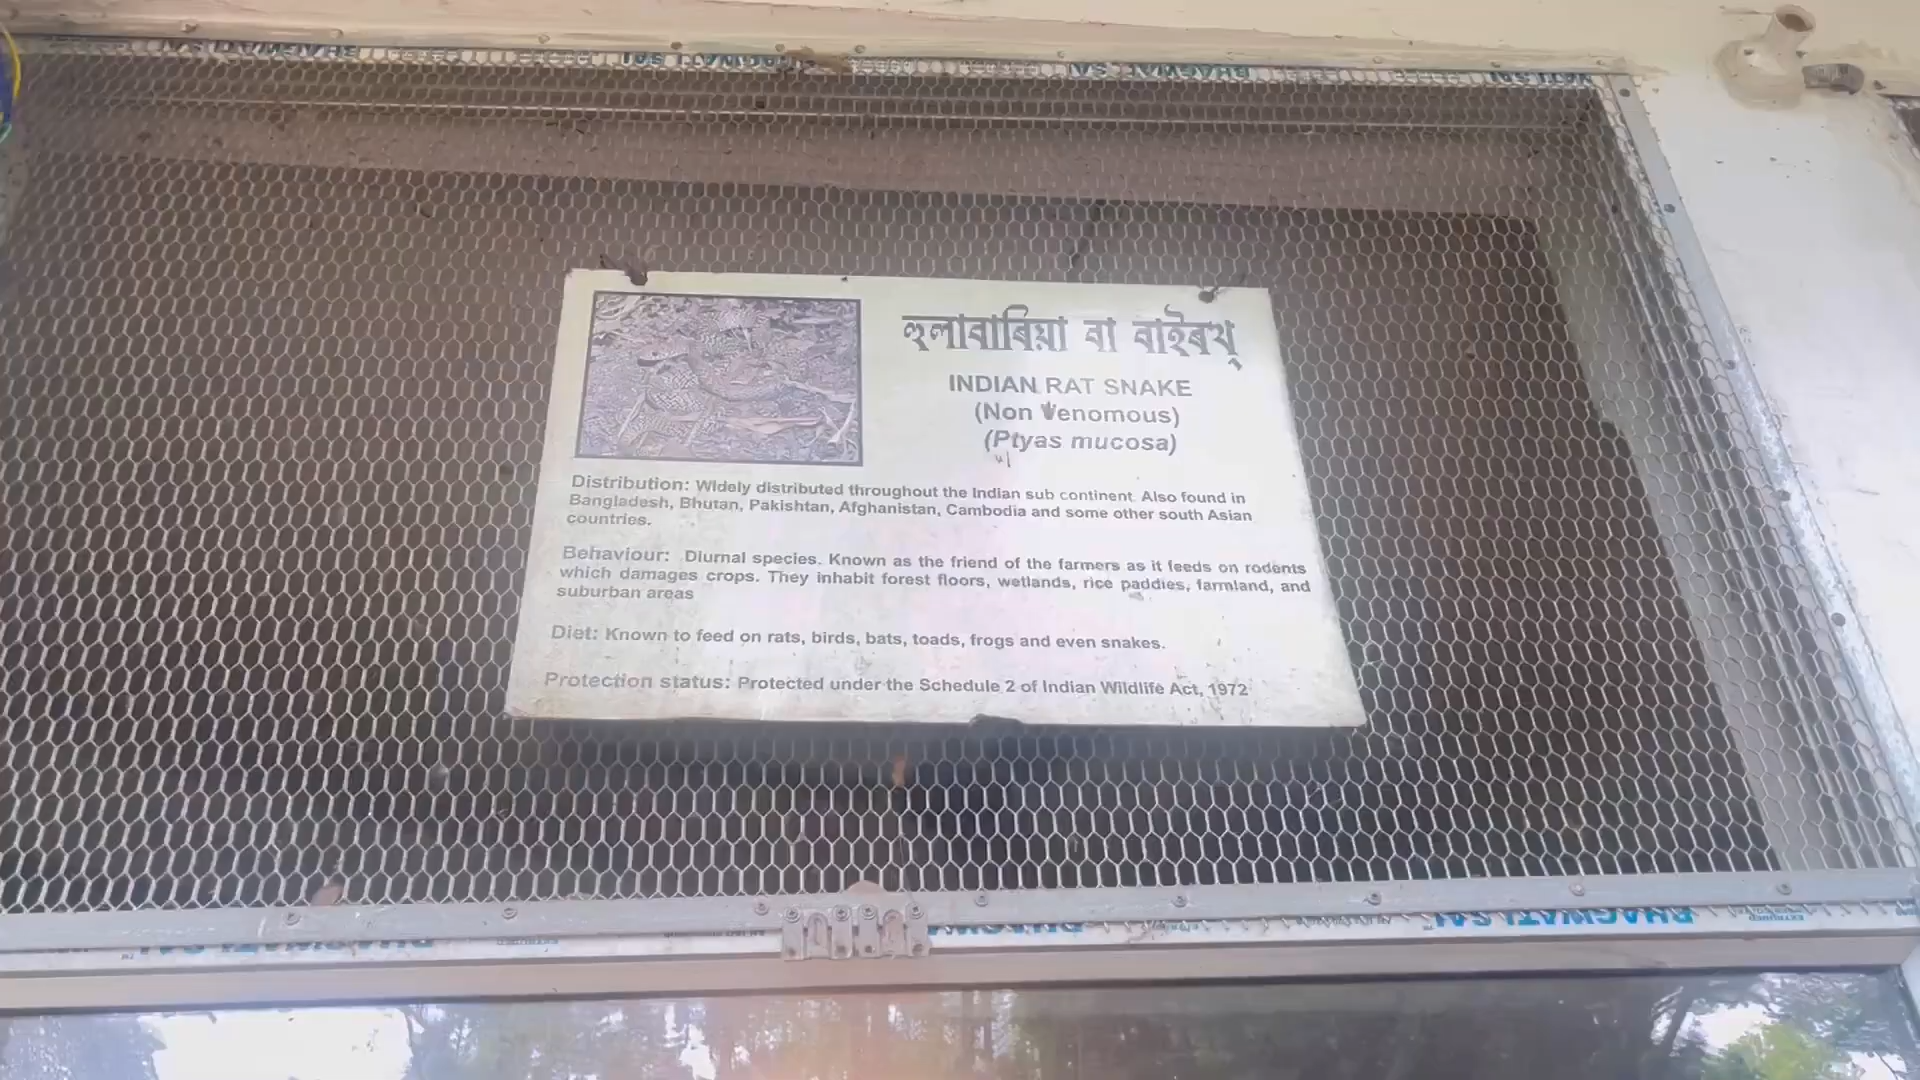 হলাবাৰিয়া বা বাইৰখ্
INDIAN RAT SNAKE
(Non Venomous)
(Ptyas mucosa)
Distribution: Widely distributed throughout the Indian sub continent. Also found in
Bangladesh, Bhutan, Pakishtan, Afghanistan, Cambodia and some other south Asian
countries.
Behaviour: Diurnal species. Known as the friend of the farmers as it feeds on rodents
which damages crops. They inhabit forest floors, wetlands, rice paddies, farmland, and
suburban areas
Diet: Known to feed on rats, birds, bats, toads, frogs and even snakes.
Protection status: Protected under the Schedule 2 of Indian Wildlife Act, 1972
BHAGWATI SAI